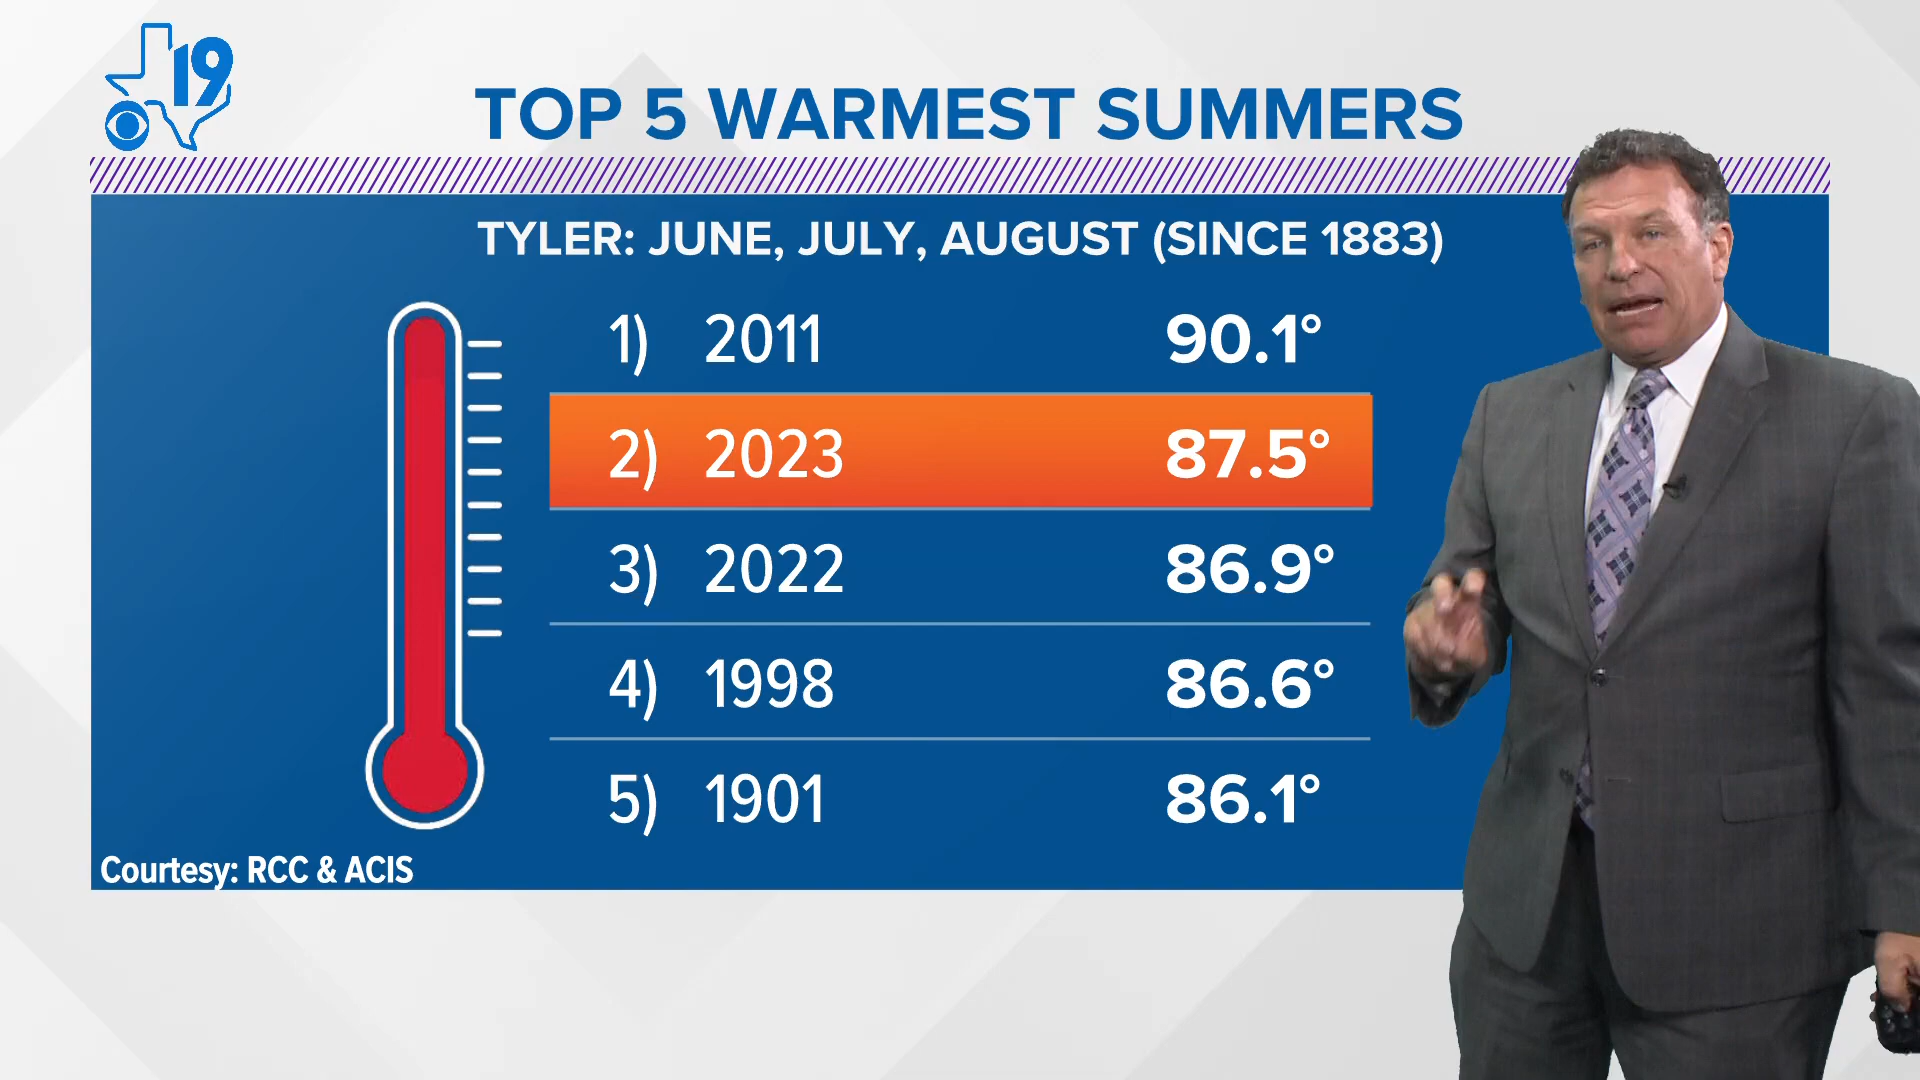 19
TOP 5 WARMEST SUMMERS
TYLER: JUNE, JULY, AUGUST (SINCE 1883)
1) 2011 90.1°
2) 2023 87.5°
3) 2022 86.9°
4) 1998 86.6°
5) 1901 86.1°
Courtesy: RCC & ACIS